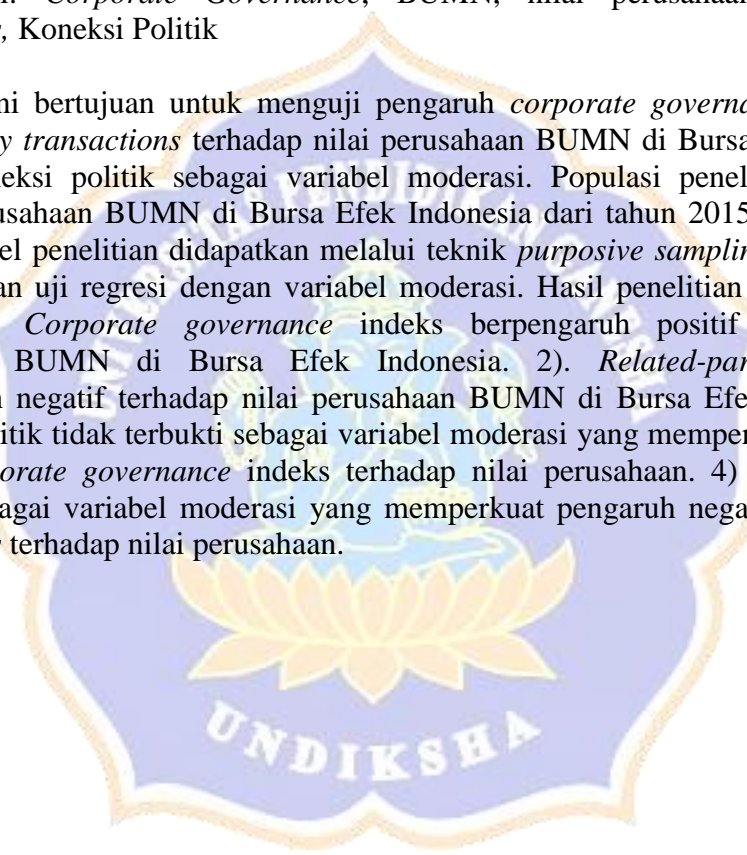 Corporate Governance, BUMN, nilai perusahaan
Koneksi Politik
ni bertujuan untuk menguji pengaruh corporate governa
y transactions terhadap nilai perusahaan BUMN di Bursa
eksi politik sebagai variabel moderasi. Populasi penel
usahaan BUMN di Bursa Efek Indonesia dari tahun 2015
el penelitian didapatkan melalui teknik purposive samplin
an uji regresi dengan variabel moderasi. Hasil penelitian
Corporate governance indeks berpengaruh positif
BUMN di Bursa Efek Indonesia. 2). Related-par
n negatif terhadap nilai perusahaan BUMN di Bursa Efe
itik tidak terbukti sebagai variabel moderasi yang memper
orate governance indeks terhadap nilai perusahaan. 4)
bagai variabel moderasi yang memperkuat pengaruh nega
terhadap nilai perusahaan.
UNIVERSITAS PENDIDIKAN GANESHA
UNDIKSHA